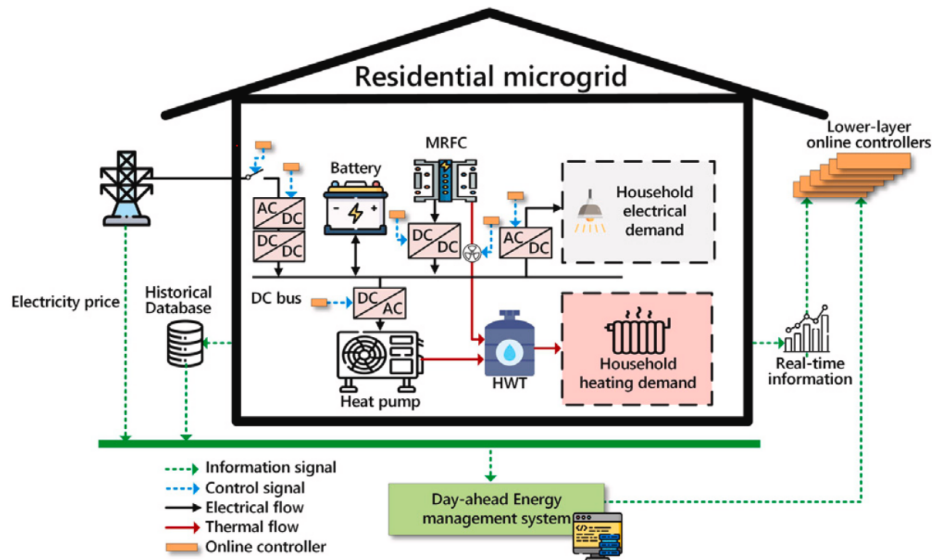 Residential microgrid
Lower-layer
online controllers
MRFC
Battery
Household
electrical
demand
AC
DC
DC
DC
DC
DC
AC
DC
Electricity price
Historical
Database
DC bus
DC
AC
Heat pump
HWT
Household
heating demand
Real-time
information
Information signal
Control signal
Electrical flow
Thermal flow
Online controller
Day-ahead Energy
management system